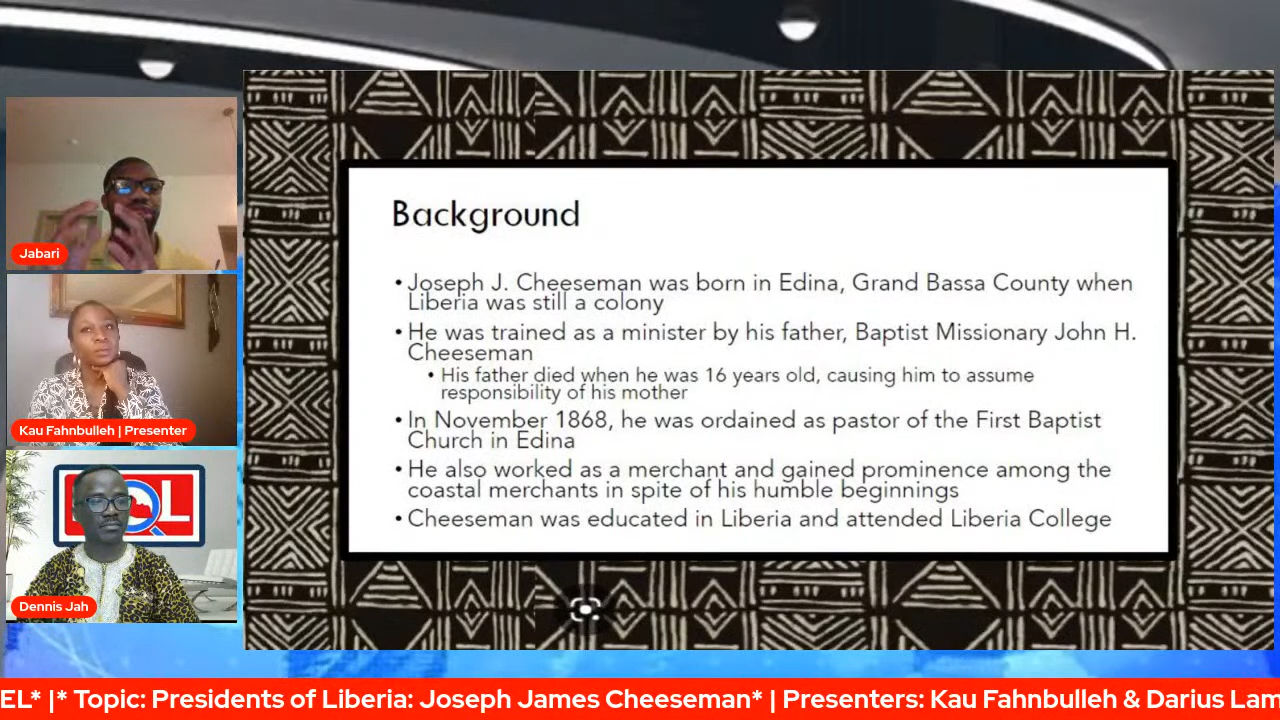 Jabari
Kau Fahnbulleh | Presenter
Dennis Jah
Background
• Joseph J. Cheeseman was born in Edina, Grand Bassa County when
Liberia was still a colony
• He was trained as a minister by his father, Baptist Missionary John H.
Cheeseman
• His father died when he was 16 years old, causing him to assume
responsibility of his mother
• In November 1868, he was ordained as pastor of the First Baptist
Church in Edina
• He also worked as a merchant and gained prominence among the
coastal merchants in spite of his humble beginnings
• Cheeseman was educated in Liberia and attended Liberia College
EL* |* Topic: Presidents of Liberia: Joseph James Cheeseman* | Presenters: Kau Fahnbulleh & Darius Lam